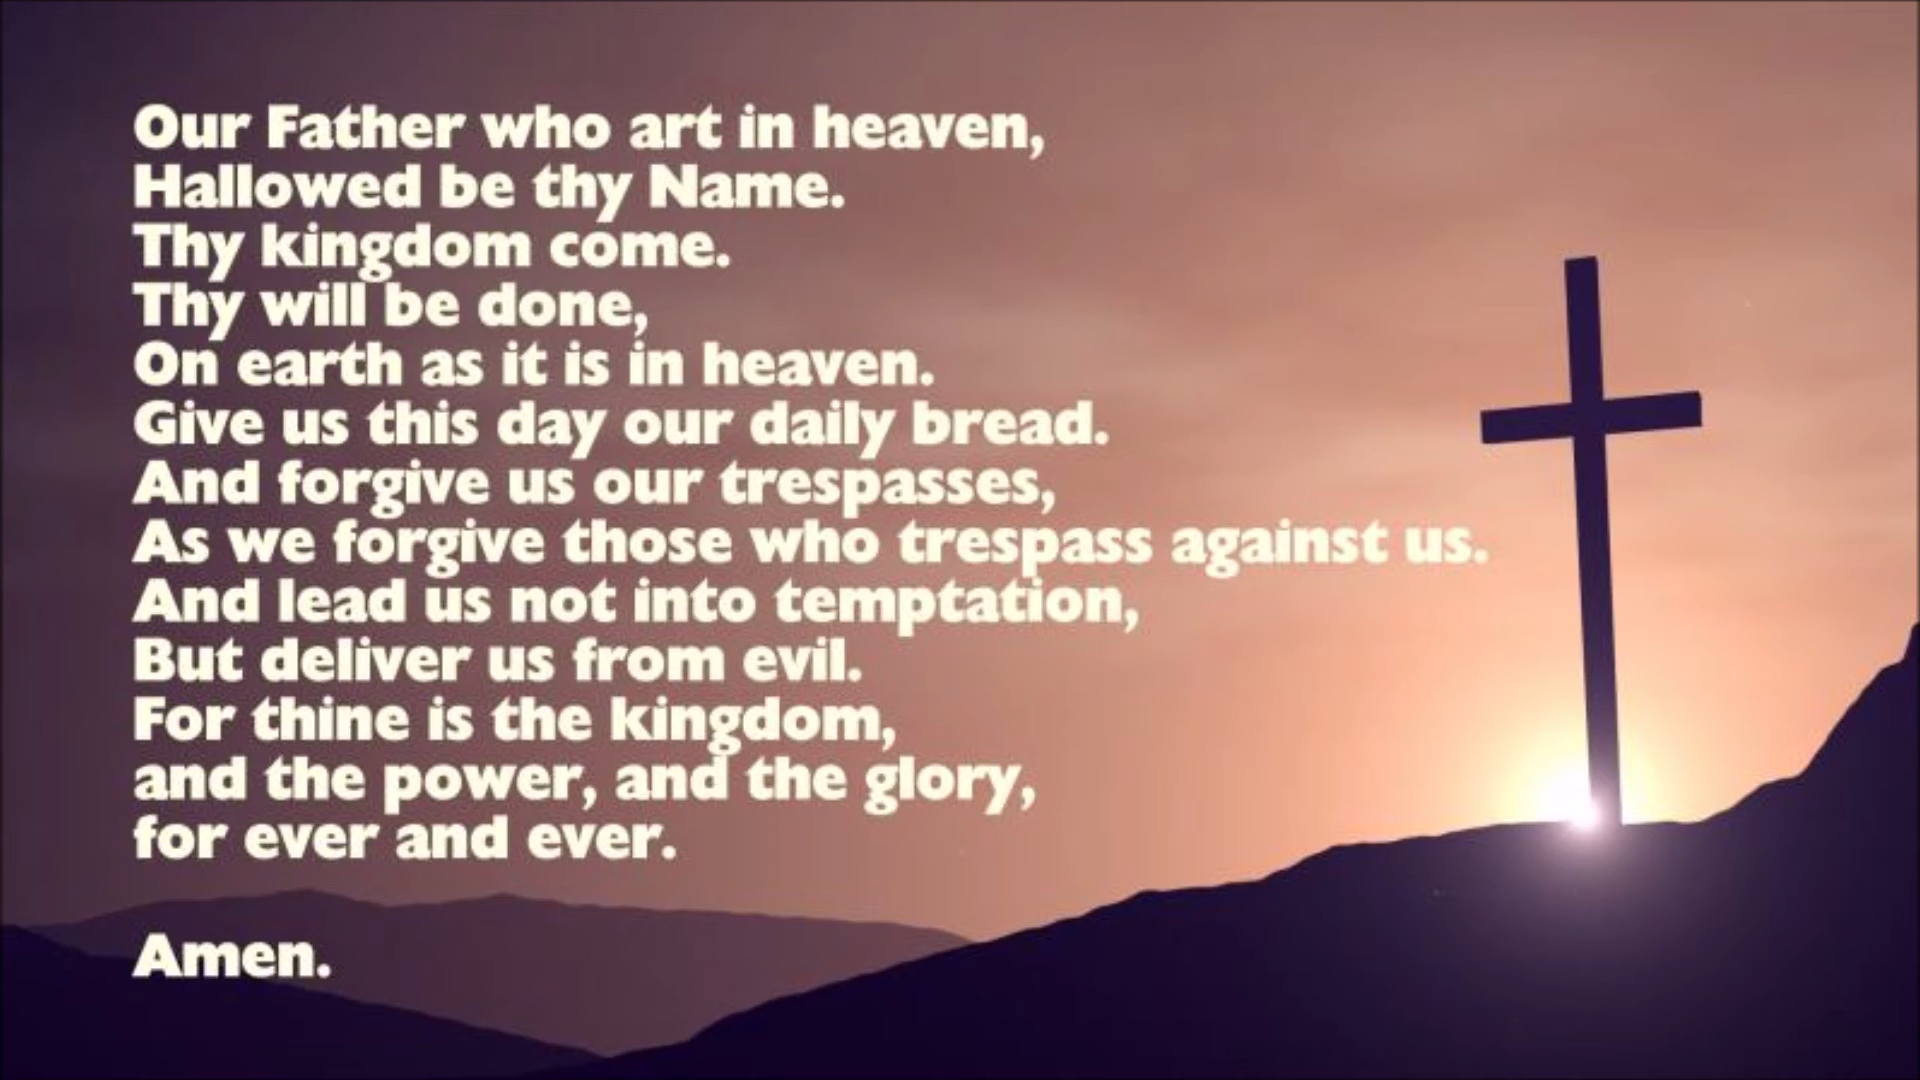 Our Father who art in heaven,
Hallowed be thy Name.
Thy kingdom come.
Thy will be done,
On earth as it is in heaven.
Give us this day our daily bread.
And forgive us our trespasses,
As we forgive those who trespass against us.
And lead us not into temptation,
But deliver us from evil.
For thine is the kingdom,
and the power, and the glory,
for ever and ever.
Amen.